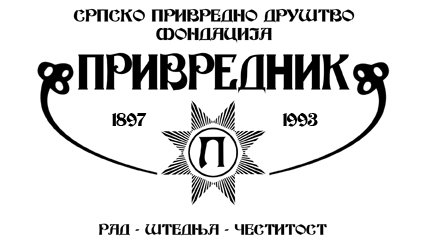 СРПСКО ПРИВРЕДНО ДРУШТВО
ФОНДАЦИЈА
ПРИВРЕДНИК
1897 1993
П
РАД - ШТЕДЊА - ЧЕСТИТОСТ